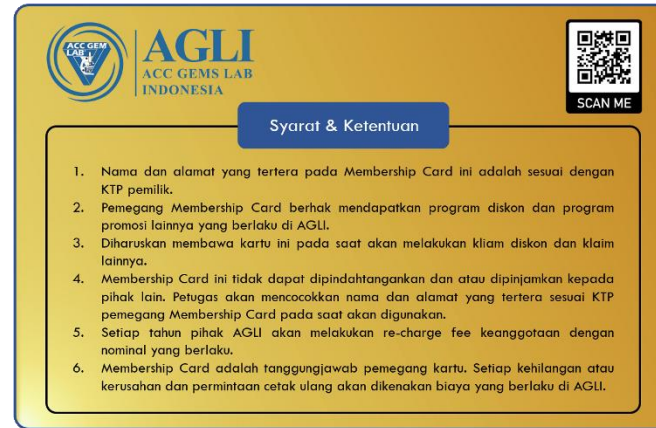 ACC GEM
LAB
AGLI
ACC GEMS LAB
INDONESIA
SCAN ME
Syarat & Ketentuan
1. Nama dan alamat yang tertera pada Membership Card ini adalah sesuai dengan
KTP pemilik.
2. Pemegang Membership Card berhak mendapatkan program diskon dan program
promosi lainnya yang berlaku di AGLI.
3. Diharuskan membawa kartu ini pada saat akan melakukan kliam diskon dan klaim
lainnya.
4. Membership Card ini tidak dapat dipindahtangankan dan atau dipinjamkan kepada
pihak lain. Petugas akan mencocokkan nama dan alamat yang tertera sesuai KTP
pemegang Membership Card pada saat akan digunakan.
5. Setiap tahun pihak AGLI akan melakukan re-charge fee keanggotaan dengan
nominal yang berlaku.
6. Membership Card adalah tanggungjawab pemegang kartu. Setiap kehilangan atau
kerusahan dan permintaan cetak ulang akan dikenakan biaya yang berlaku di AGLI.